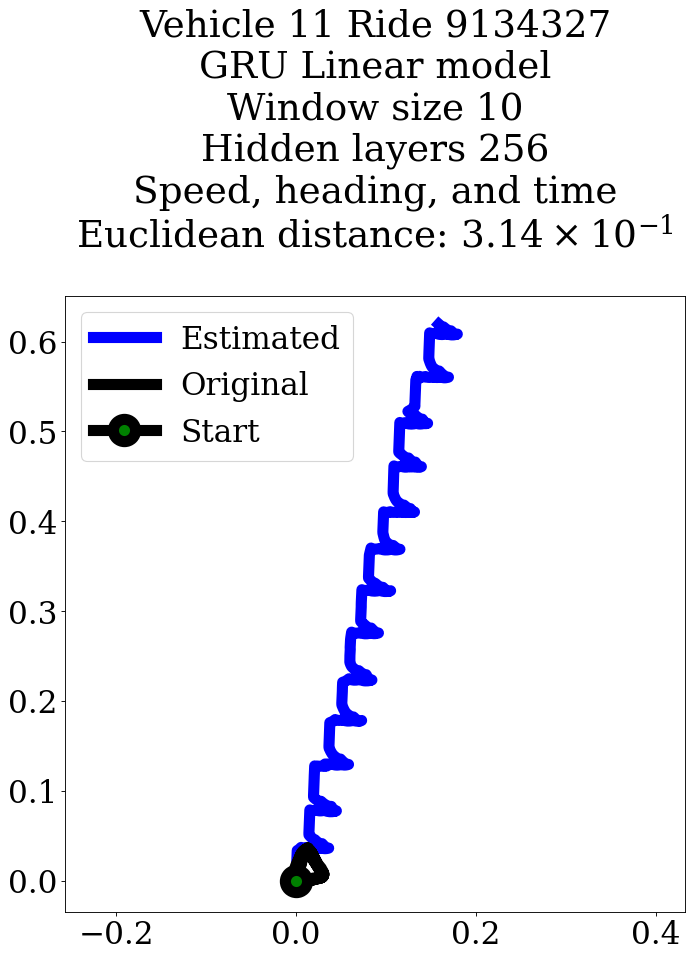 Vehicle 11 Ride 9134327
GRU Linear model
Window size 10
Hidden layers 256
Speed, heading, and time
Euclidean distance: 3.14 × 10⁻¹
Estimated
Original
Start
0.6
0.5
0.4
0.3
0.2
0.1
0.0
−0.2 0.0 0.2 0.4